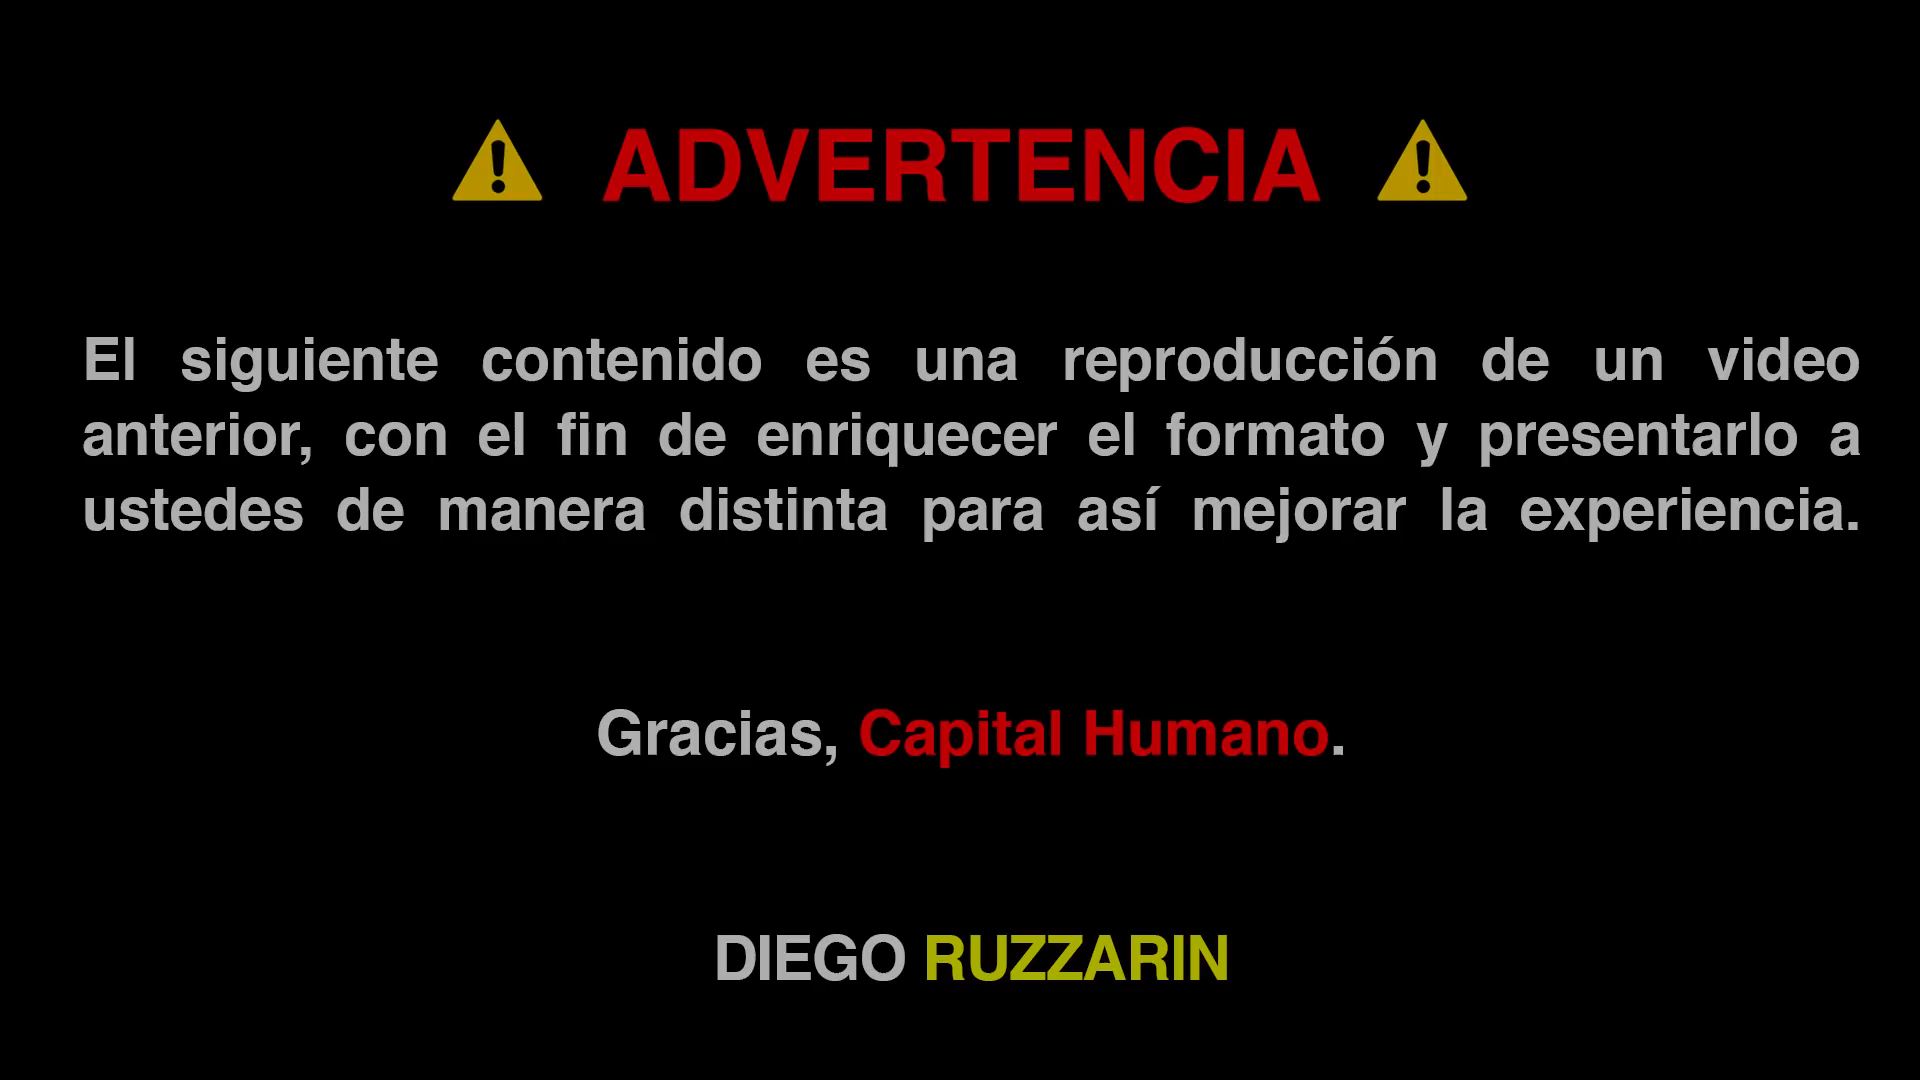 ADVERTENCIA
El siguiente contenido es una reproducción de un video
anterior, con el fin de enriquecer el formato y presentarlo a
ustedes de manera distinta para así mejorar la experiencia.
Gracias, Capital Humano.
DIEGO RUZZARIN